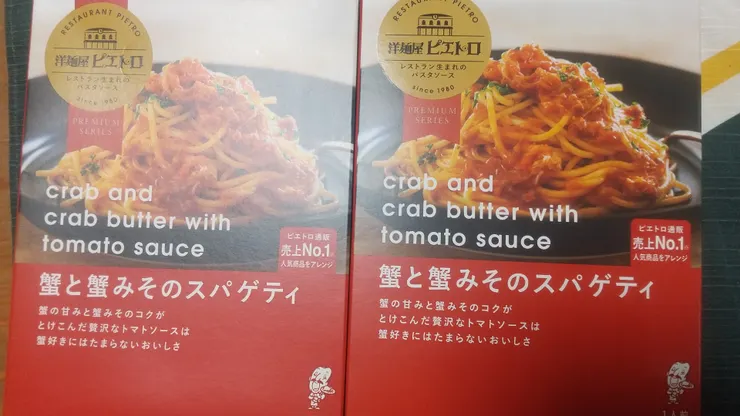 RESTAURANT PIETRO
洋麺屋 ピエトロ
レストラン生まれの
パスタソース
since 1980
PREMIUM
SERIES
crab and
crab butter with
tomato sauce
ピエトロ通販
売上No.1
人気商品をアレンジ
蟹と蟹みそのスパゲティ
蟹の甘みと蟹みそのコクが
とけこんだ贅沢なトマトソースは
蟹好きにはたまらないおいしさ
RESTAURANT PIETRO
洋麺屋 ピエトロ
レストラン生まれの
パスタソース
since 1980
PREMIUM
SERIES
crab and
crab butter with
tomato sauce
ピエトロ通販
売上No.1
人気商品をアレンジ
蟹と蟹みそのスパゲティ
蟹の甘みと蟹みそのコクが
とけこんだ贅沢なトマトソースは
蟹好きにはたまらないおいしさ
1人前